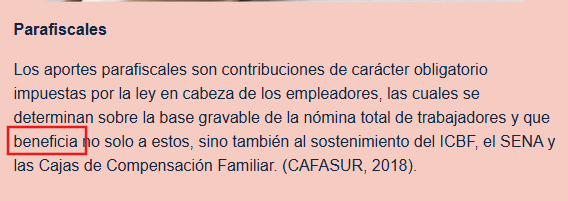 Parafiscales
Los aportes parafiscales son contribuciones de carácter obligatorio
impuestas por la ley en cabeza de los empleadores, las cuales se
determinan sobre la base gravable de la nómina total de trabajadores y que
beneficia no solo a estos, sino también al sostenimiento del ICBF, el SENA y
las Cajas de Compensación Familiar. (CAFASUR, 2018).